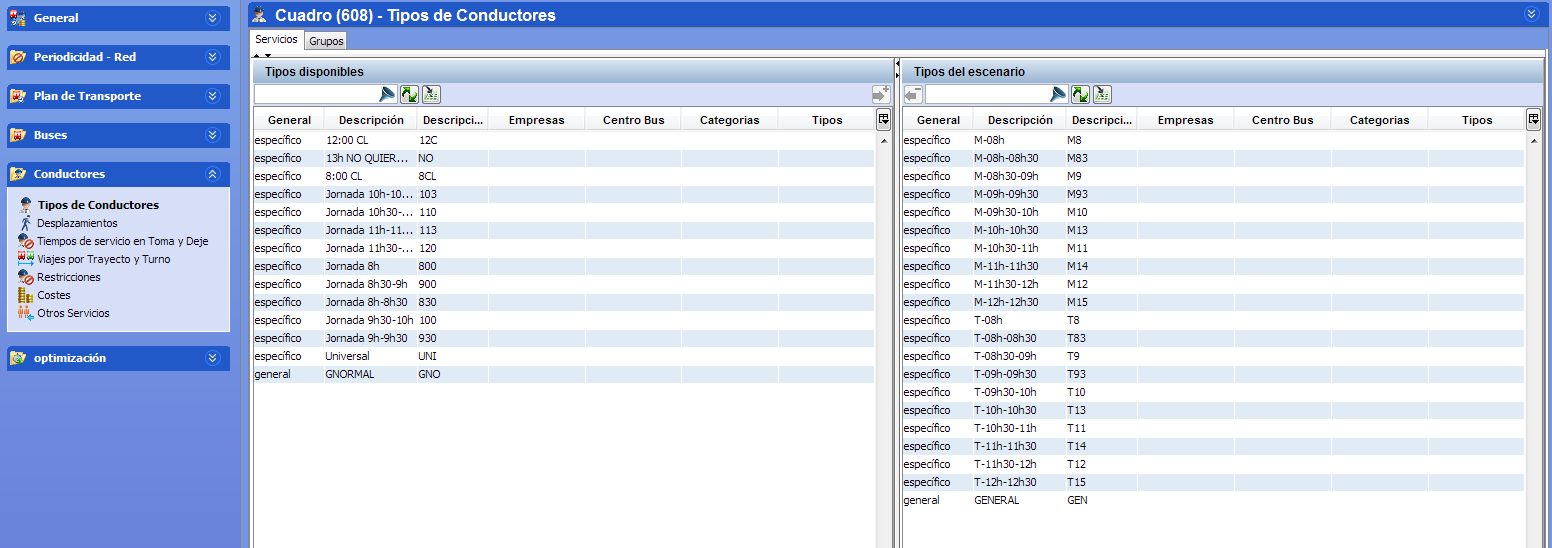 General
Periodicidad - Red
Plan de Transporte
Buses
Conductores
Tipos de Conductores
Desplazamientos
Tiempos de servicio en Toma y Deje
Viajes por Trayecto y Turno
Restricciones
Costes
Otros Servicios
optimización
Cuadro (608) - Tipos de Conductores
Servicios Grupos
Tipos disponibles
General Descripción Descripci... Empresas Centro Bus Categorias Tipos
específico 12:00 CL 12C
específico 13h NO QUIER... NO
específico 8:00 CL 8CL
específico Jornada 10h-10... 103
específico Jornada 10h30-... 110
específico Jornada 11h-11... 113
específico Jornada 11h30-... 120
específico Jornada 8h 800
específico Jornada 8h30-9h 900
específico Jornada 8h-8h30 830
específico Jornada 9h30-10h 100
específico Jornada 9h-9h30 930
específico Universal UNI
general GNORMAL GNO
Tipos del escenario
General Descripción Descripci... Empresas Centro Bus Categorias Tipos
específico M-08h M8
específico M-08h-08h30 M83
específico M-08h30-09h M9
específico M-09h-09h30 M93
específico M-09h30-10h M10
específico M-10h-10h30 M13
específico M-10h30-11h M11
específico M-11h-11h30 M14
específico M-11h30-12h M12
específico M-12h-12h30 M15
específico T-08h T8
específico T-08h-08h30 T83
específico T-08h30-09h T9
específico T-09h-09h30 T93
específico T-09h30-10h T10
específico T-10h-10h30 T13
específico T-10h30-11h T11
específico T-11h-11h30 T14
específico T-11h30-12h T12
específico T-12h-12h30 T15
general GENERAL GEN